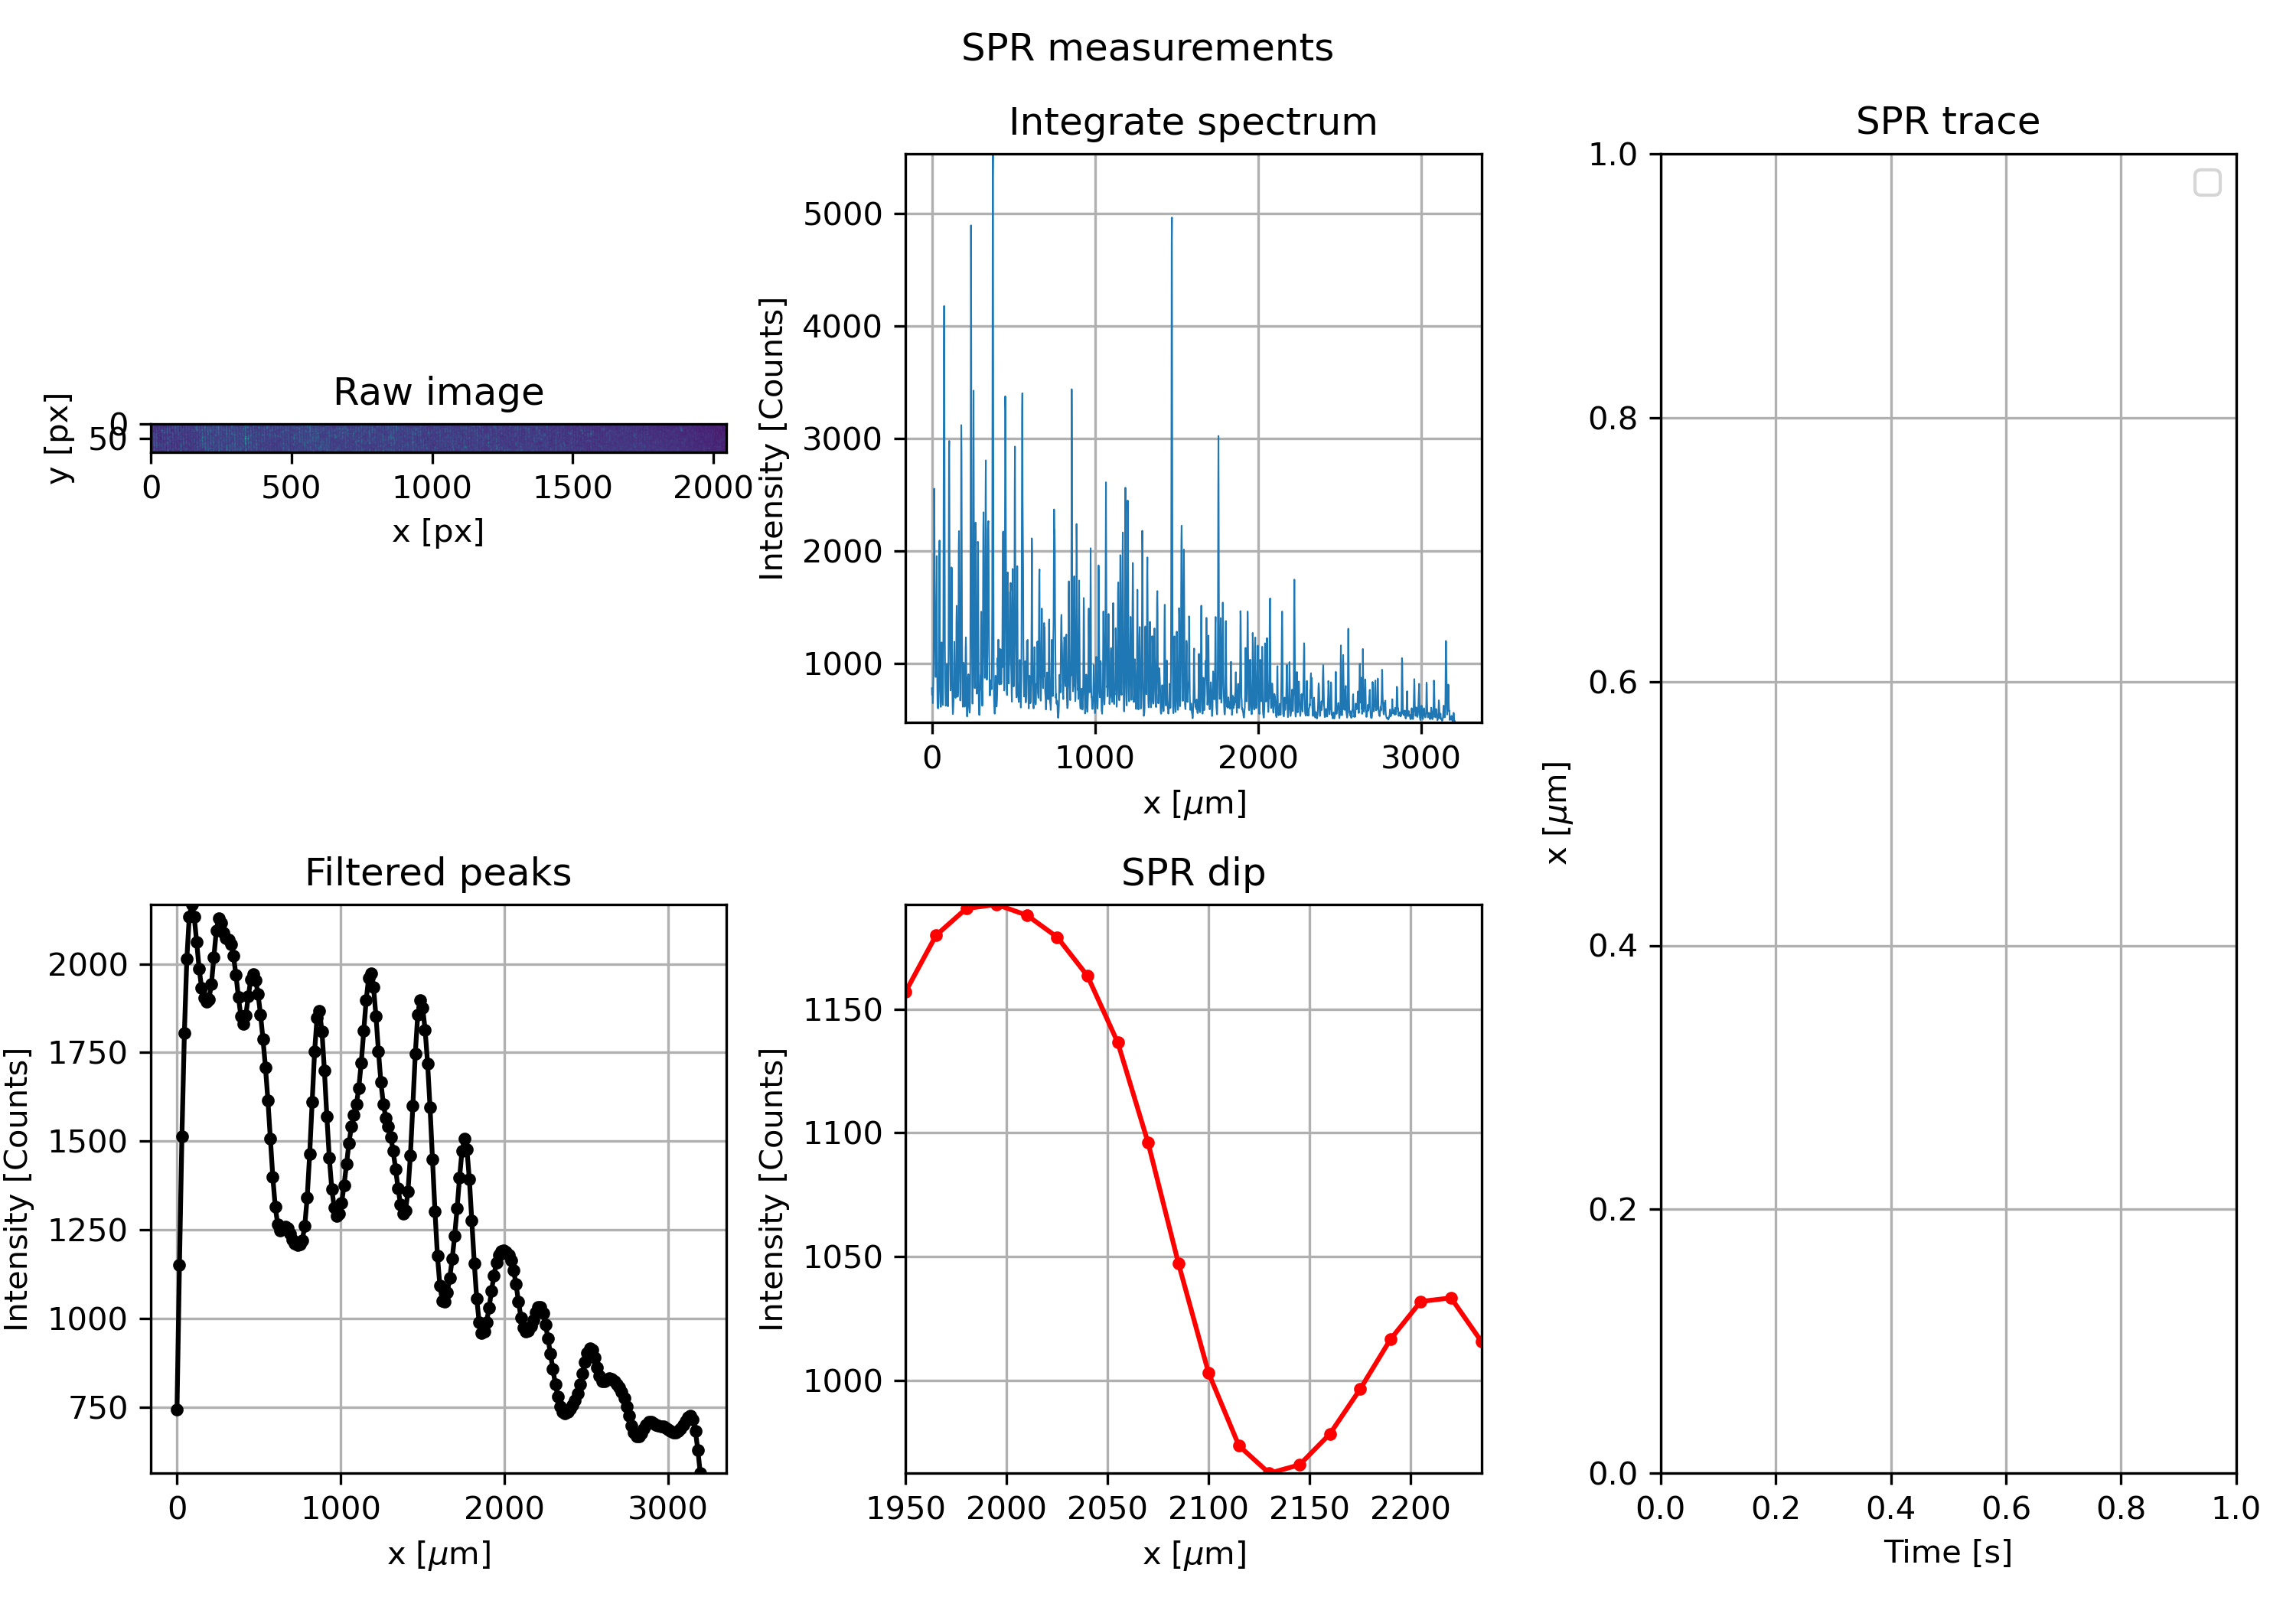 SPR measurements
Raw image
y [px]
0
50
0 500 1000 1500 2000
x [px]
Integrate spectrum
Intensity [Counts]
5000
4000
3000
2000
1000
0 1000 2000 3000
x [μm]
SPR trace
x [μm]
1.0
0.8
0.6
0.4
0.2
0.0
0.0 0.2 0.4 0.6 0.8 1.0
Time [s]
Filtered peaks
Intensity [Counts]
2000
1750
1500
1250
1000
750
0 1000 2000 3000
x [μm]
SPR dip
Intensity [Counts]
1150
1100
1050
1000
1950 2000 2050 2100 2150 2200
x [μm]